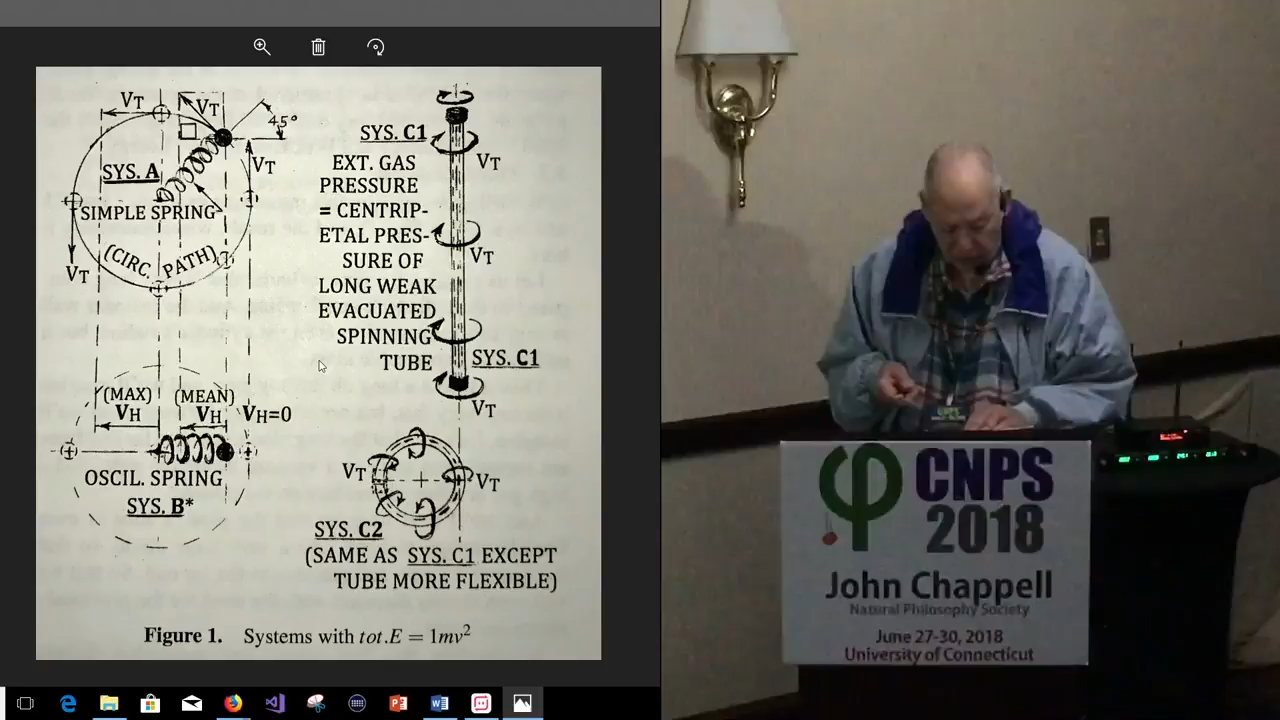 VT
VT
45°
SYS. A
VT
SIMPLE SPRING
(CIRC. PATH)
VT
(MAX)
VH
(MEAN)
VH
VH=0
OSCIL. SPRING
SYS. B*
SYS. C1
VT
EXT. GAS
PRESSURE
= CENTRIP-
ETAL PRES-
SURE OF
LONG WEAK
EVACUATED
SPINNING
TUBE
VT
SYS. C1
VT
VT
VT
SYS. C2
(SAME AS SYS. C1 EXCEPT
TUBE MORE FLEXIBLE)
Figure 1. Systems with tot.E = 1mv²
CNPS
CNPS
2018
John Chappell
Natural Philosophy Society
June 27-30, 2018
University of Connecticut